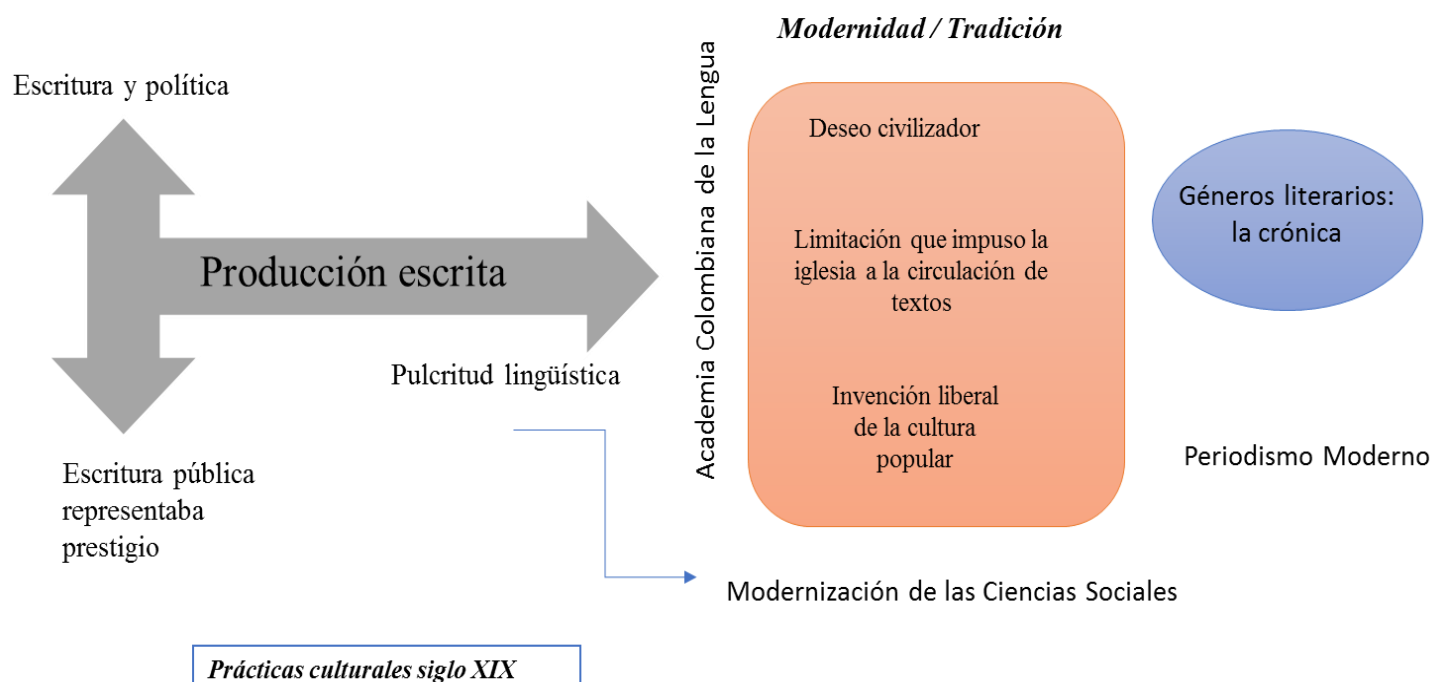 Modernidad / Tradición
Escritura y política
Producción escrita
Pulcritud lingüística
Escritura pública
representaba
prestigio
Academia Colombiana de la Lengua
Deseo civilizador
Limitación que impuso la
iglesia a la circulación de
textos
Invención liberal
de la cultura
popular
Géneros literarios:
la crónica
Periodismo Moderno
Modernización de las Ciencias Sociales
Prácticas culturales siglo XIX